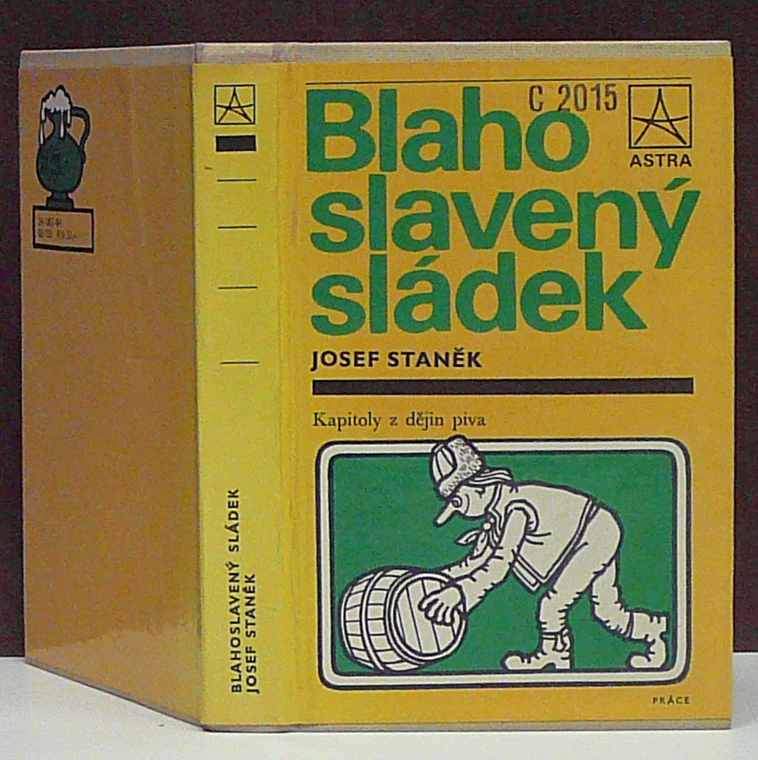 C 2015
Blaho
slavený
sládek
ASTRA
JOSEF STANĚK
Kapitoly z dějin piva
PRÁCE
BLAHOSLAVENÝ SLÁDEK
JOSEF STANĚK